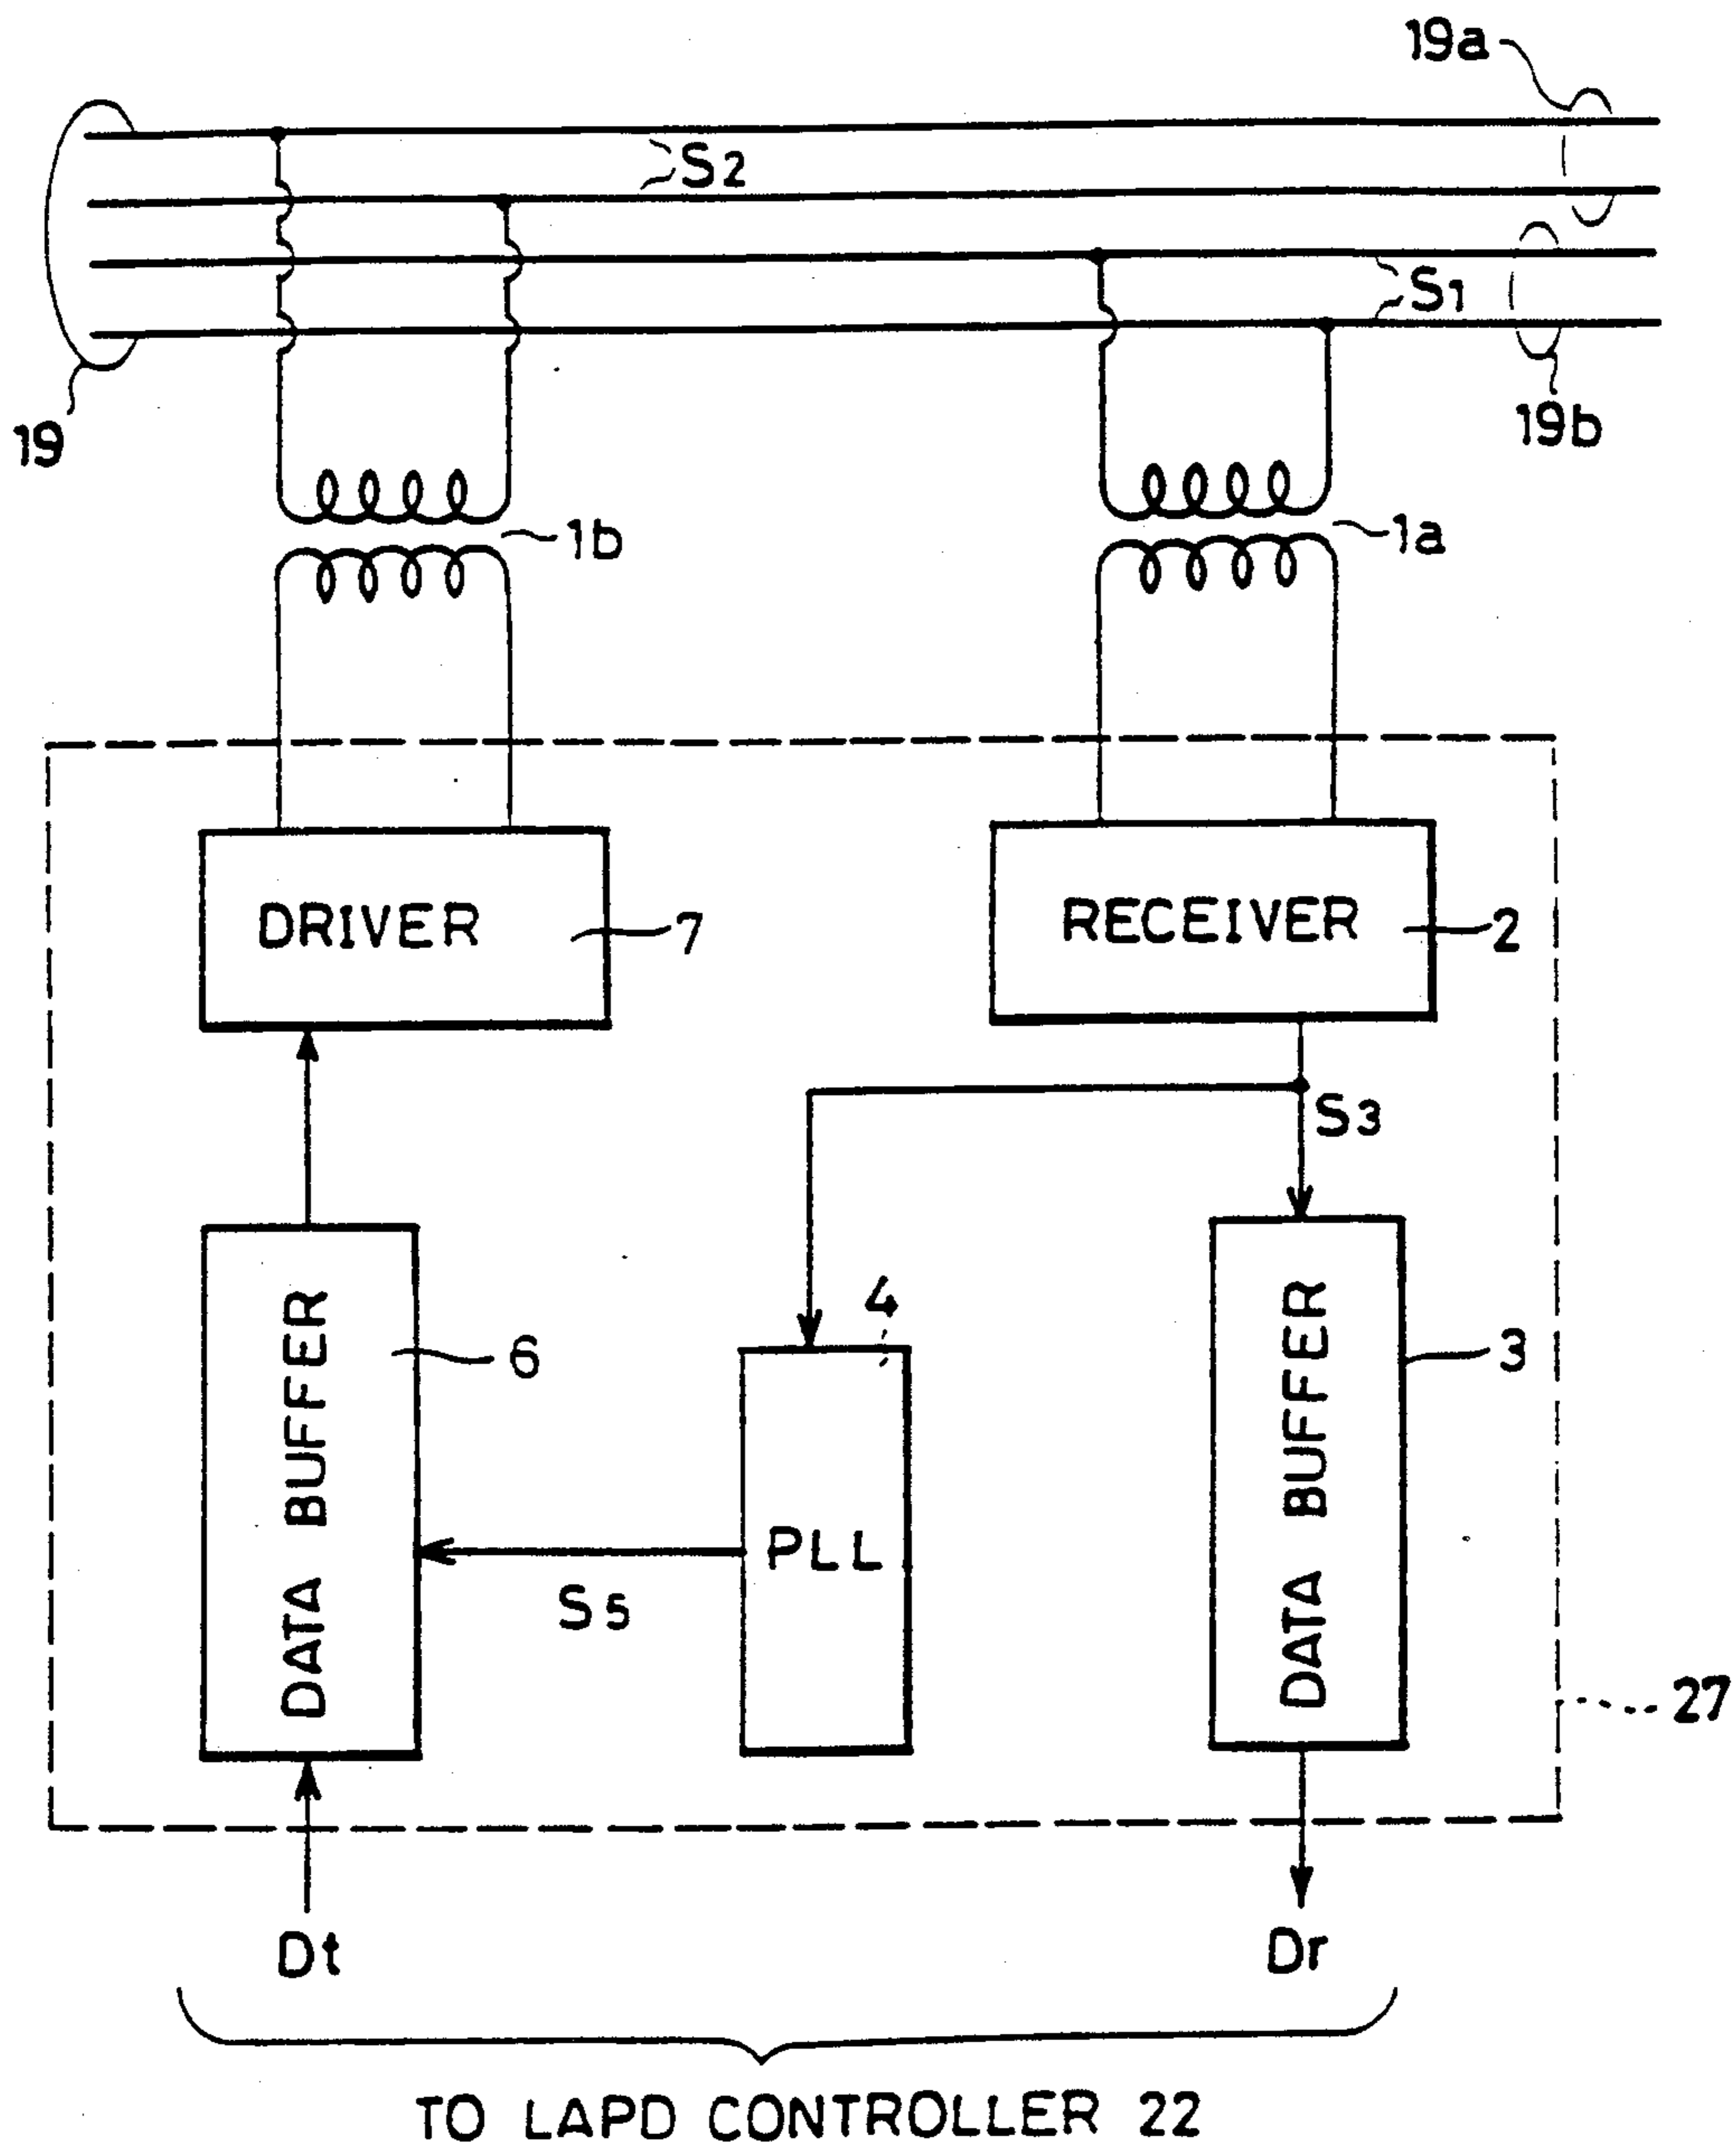 19a
S2
S1
19
19b
1b
1a
DRIVER
7
RECEIVER
2
S3
4
DATA BUFFER
6
DATA BUFFER
3
PLL
S5
27
Dt
Dr
TO LAPD CONTROLLER 22